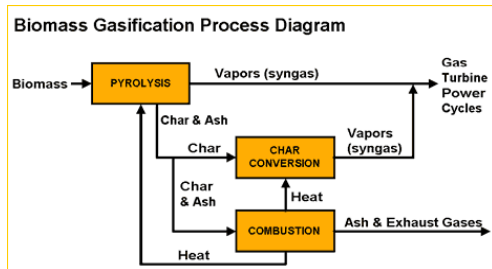 Biomass Gasification Process Diagram
Biomass
PYROLYSIS
Vapors (syngas)
Gas
Turbine
Power
Cycles
Char & Ash
Char
CHAR
CONVERSION
Vapors
(syngas)
Char
& Ash
Heat
COMBUSTION
Ash & Exhaust Gases
Heat